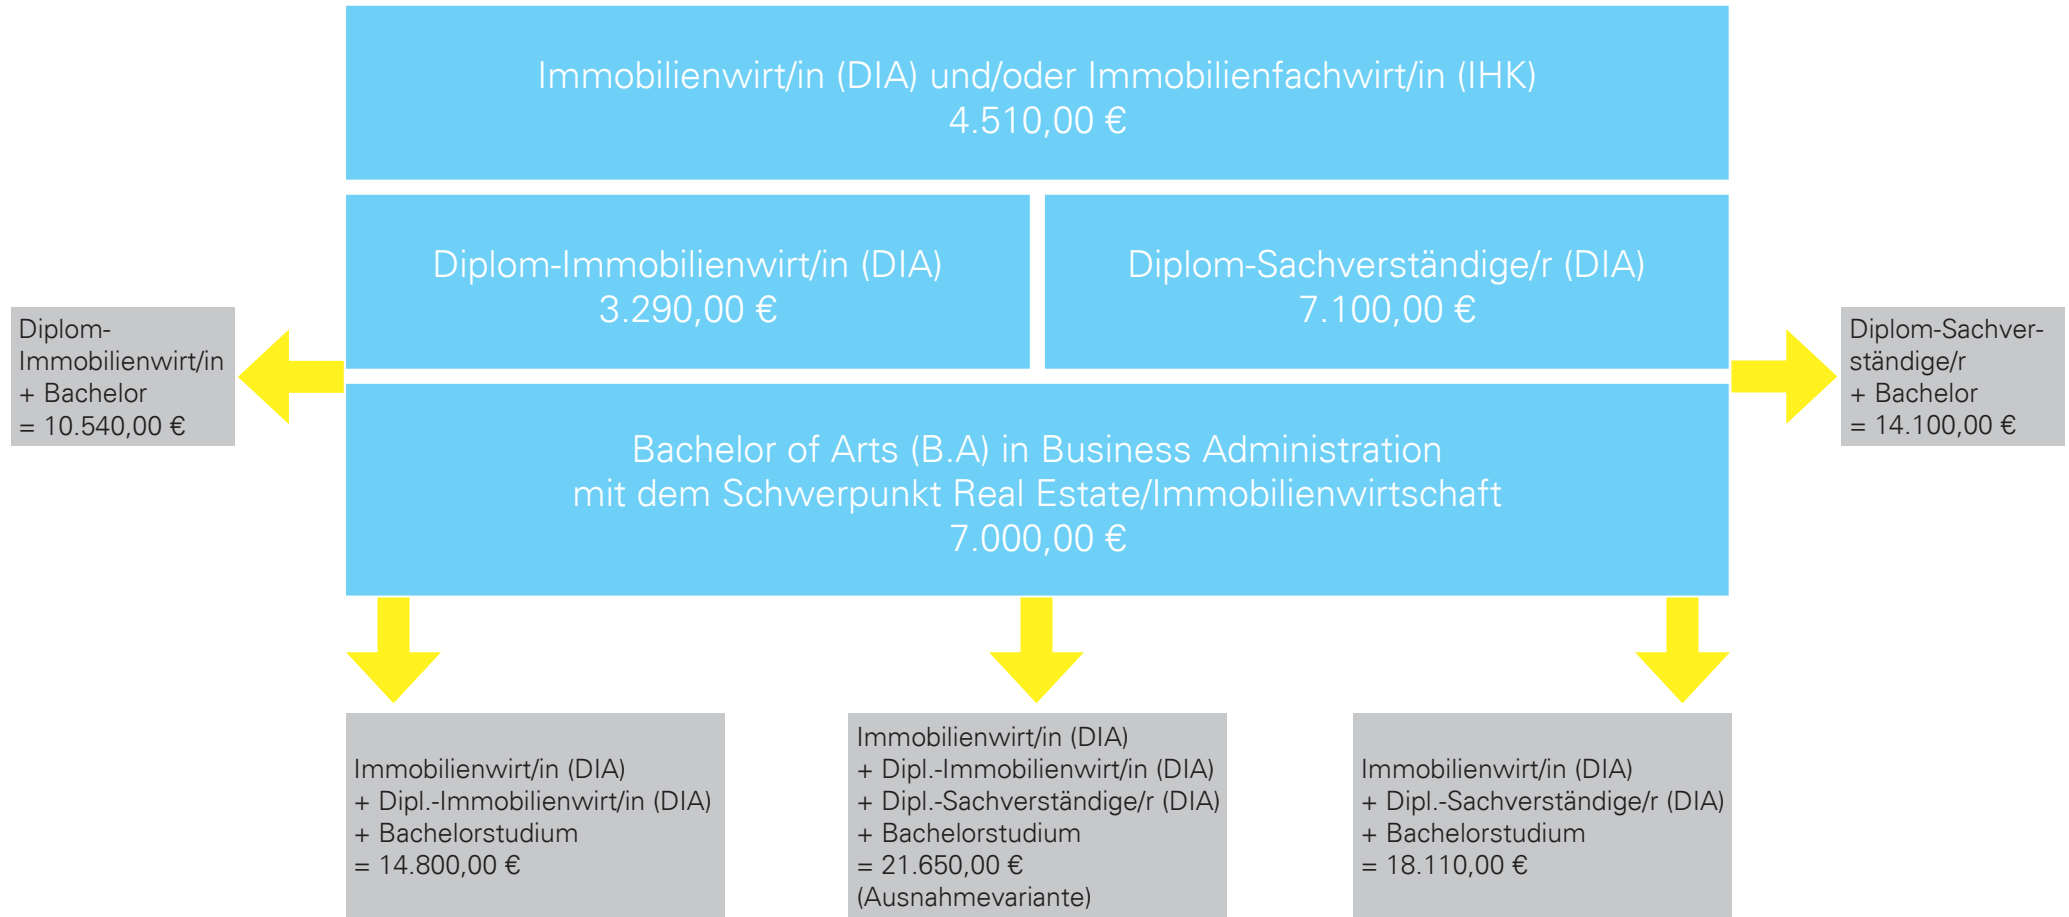 Immobilienwirt/in (DIA) und/oder Immobilienfachwirt/in (IHK)
4.510,00 €
Diplom-Immobilienwirt/in (DIA)
3.290,00 €
Diplom-Sachverständige/r (DIA)
7.100,00 €
Diplom-
Immobilienwirt/in
+ Bachelor
= 10.540,00 €
Diplom-Sachver-
ständige/r
+ Bachelor
= 14.100,00 €
Bachelor of Arts (B.A) in Business Administration
mit dem Schwerpunkt Real Estate/Immobilienwirtschaft
7.000,00 €
Immobilienwirt/in (DIA)
+ Dipl.-Immobilienwirt/in (DIA)
+ Bachelorstudium
= 14.800,00 €
Immobilienwirt/in (DIA)
+ Dipl.-Immobilienwirt/in (DIA)
+ Dipl.-Sachverständige/r (DIA)
+ Bachelorstudium
= 21.650,00 €
(Ausnahmevariante)
Immobilienwirt/in (DIA)
+ Dipl.-Sachverständige/r (DIA)
+ Bachelorstudium
= 18.110,00 €